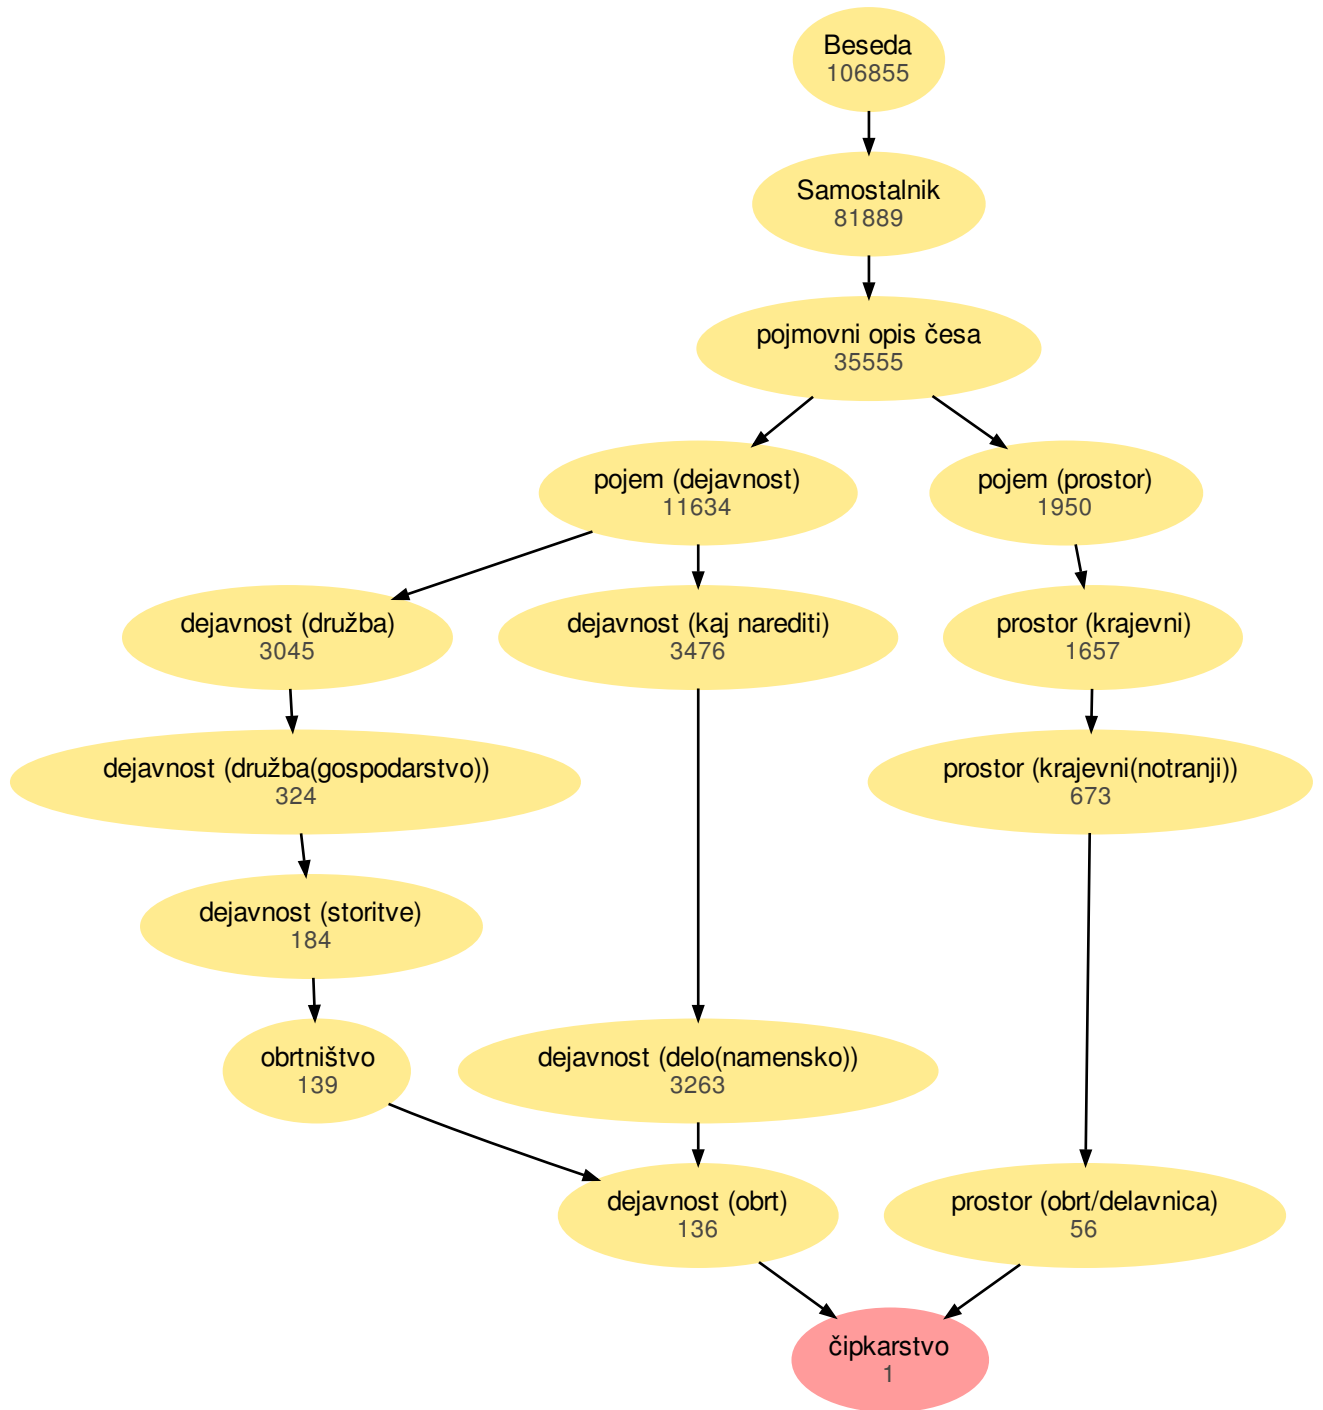 Beseda
106855
Samostalnik
81889
pojmovni opis česa
35555
pojem (dejavnost)
11634
pojem (prostor)
1950
dejavnost (družba)
3045
dejavnost (kaj narediti)
3476
prostor (krajevni)
1657
dejavnost (družba(gospodarstvo))
324
prostor (krajevni(notranji))
673
dejavnost (storitve)
184
obrtništvo
139
dejavnost (delo(namensko))
3263
dejavnost (obrt)
136
prostor (obrt/delavnica)
56
čipkarstvo
1